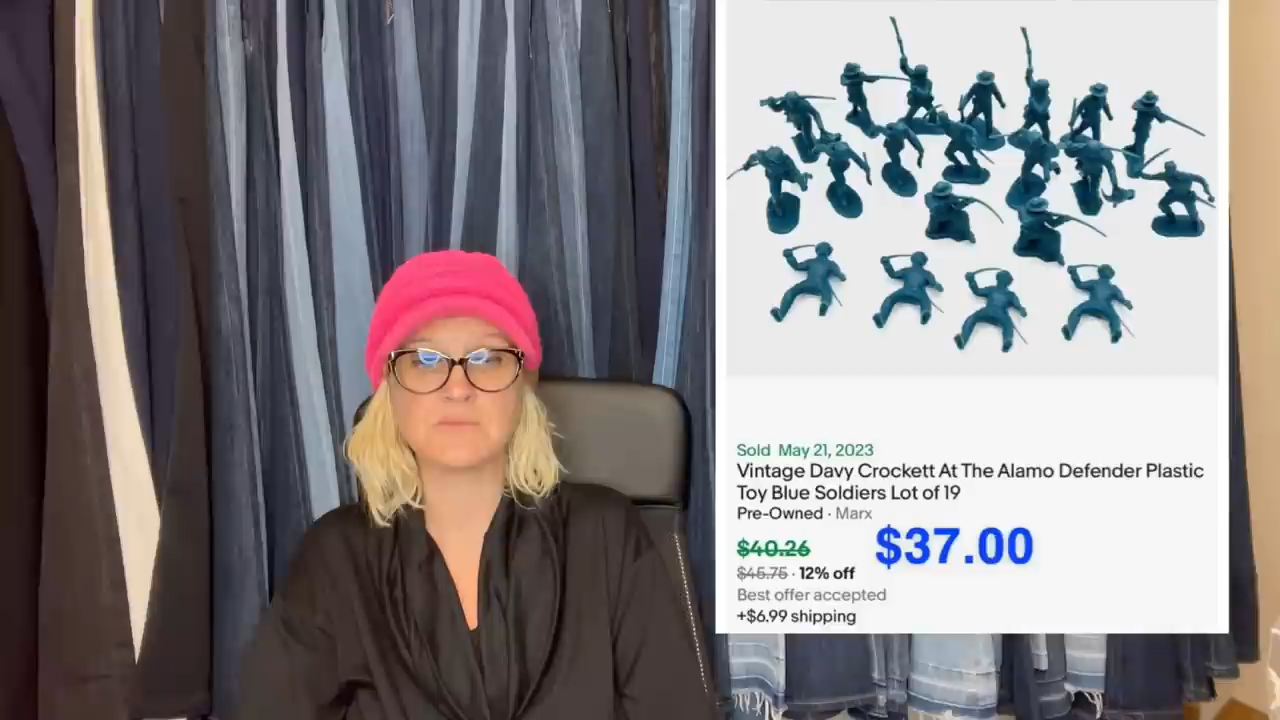 Sold May 21, 2023
Vintage Davy Crockett At The Alamo Defender Plastic
Toy Blue Soldiers Lot of 19
Pre-Owned · Marx
$40.26 $37.00
$45.75 · 12% off
Best offer accepted
+$6.99 shipping